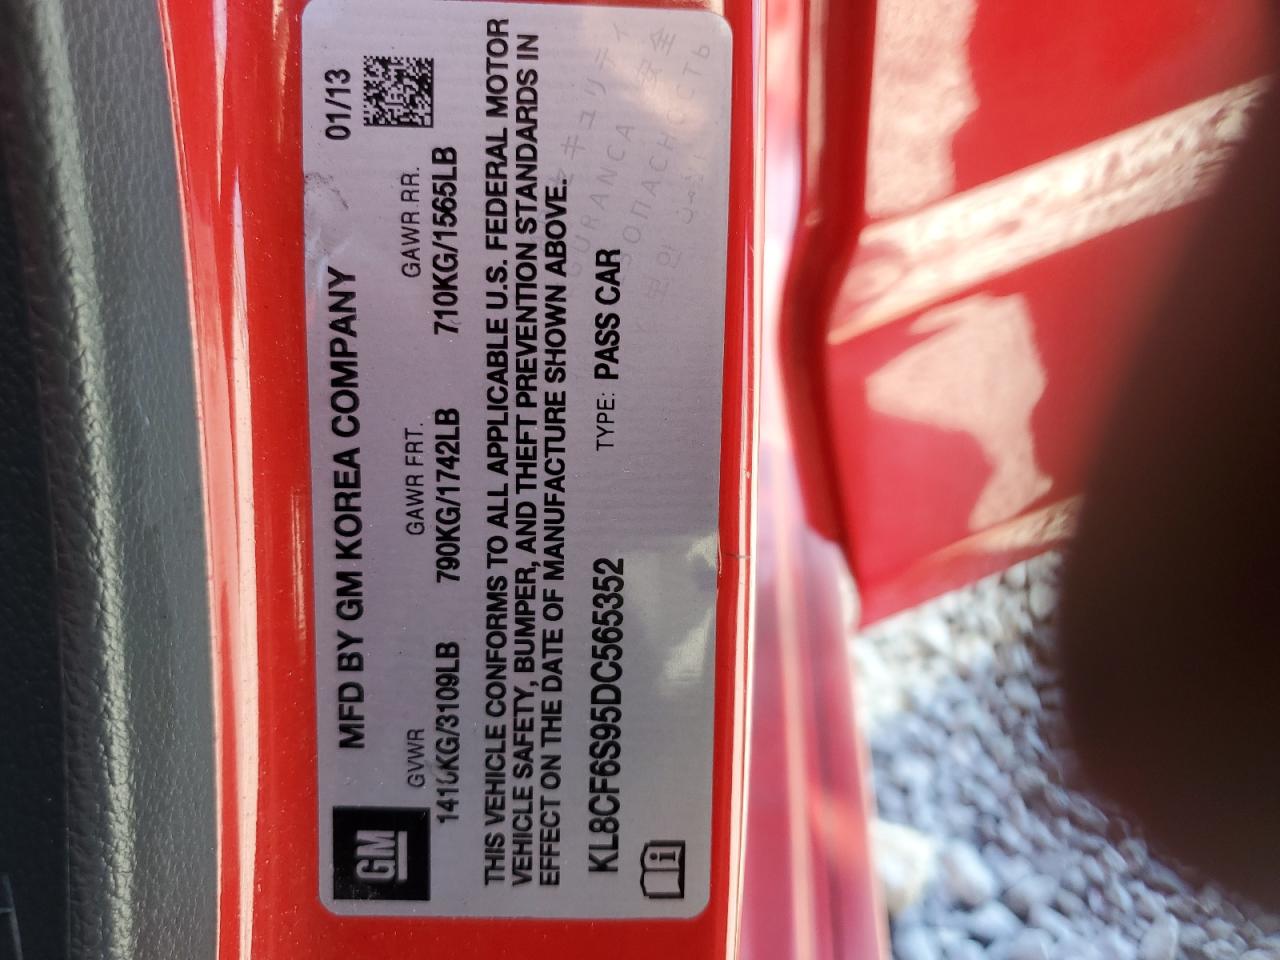 MFD BY GM KOREA COMPANY 01/13
GM
GVWR GAWR FRT. GAWR RR.
1410KG/3109LB 790KG/1742LB 710KG/1565LB
THIS VEHICLE CONFORMS TO ALL APPLICABLE U.S. FEDERAL MOTOR
VEHICLE SAFETY, BUMPER, AND THEFT PREVENTION STANDARDS IN
EFFECT ON THE DATE OF MANUFACTURE SHOWN ABOVE.
KL8CF6S95DC565352 TYPE: PASS CAR